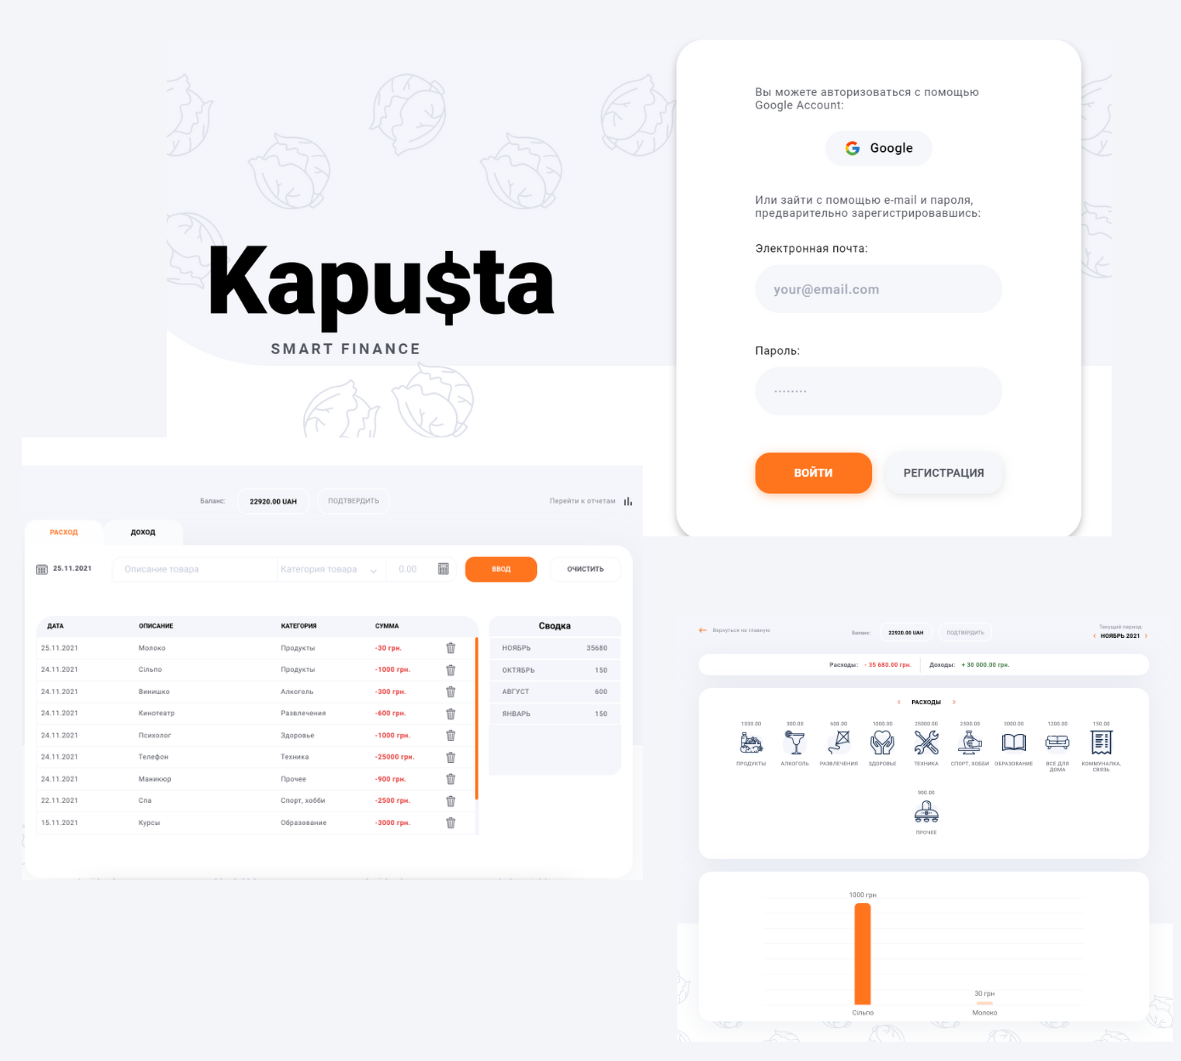 Kapu$ta
SMART FINANCE
Вы можете авторизоваться с помощью
Google Account:
Google
Или зайти с помощью e-mail и пароля,
предварительно зарегистрировавшись:
Электронная почта:
your@email.com
Пароль:
........
ВОЙТИ РЕГИСТРАЦИЯ
Баланс: 22920.00 UAH ПОДТВЕРДИТЬ Перейти к отчетам
РАСХОД ДОХОД
25.11.2021 Описание товара Категория товара 0.00 ВВОД ОЧИСТИТЬ
ДАТА ОПИСАНИЕ КАТЕГОРИЯ СУММА
25.11.2021 Молоко Продукты -30 грн.
24.11.2021 Сільпо Продукты -1000 грн.
24.11.2021 Винишко Алкоголь -300 грн.
24.11.2021 Кинотеатр Развлечения -600 грн.
24.11.2021 Психолог Здоровье -1000 грн.
24.11.2021 Телефон Техника -25000 грн.
24.11.2021 Маникюр Прочее -900 грн.
22.11.2021 Спа Спорт, хобби -2500 грн.
15.11.2021 Курсы Образование -3000 грн.
Сводка
НОЯБРЬ 35680
ОКТЯБРЬ 150
АВГУСТ 600
ЯНВАРЬ 150
Вернуться на главную Баланс: 22920.00 UAH ПОДТВЕРДИТЬ
Текущий период:
НОЯБРЬ 2021
Расходы: - 35 680.00 грн. Доходы: + 30 000.00 грн.
РАСХОДЫ
1030.00 300.00 600.00 1000.00 25000.00 2500.00 3000.00 1200.00 150.00
ПРОДУКТЫ АЛКОГОЛЬ РАЗВЛЕЧЕНИЯ ЗДОРОВЬЕ ТЕХНИКА СПОРТ, ХОББИ ОБРАЗОВАНИЕ ВСЁ ДЛЯ КОММУНАЛКА,
ДОМА СВЯЗЬ
900.00
ПРОЧЕЕ
1000 грн
30 грн
Сільпо Молоко